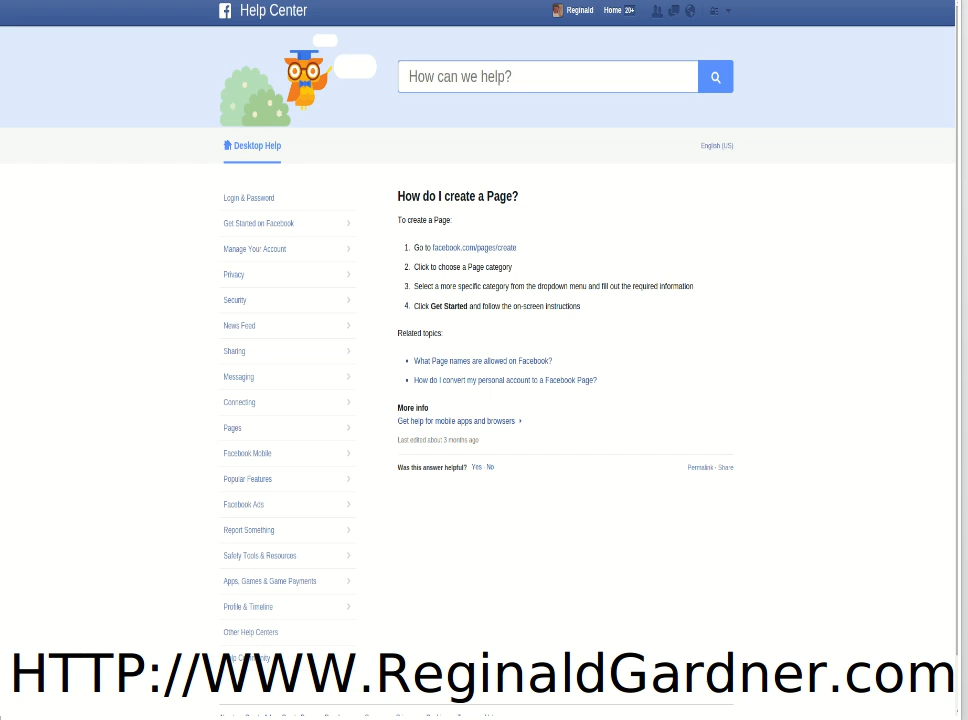 Help Center
Reginald Home 20+
How can we help?
Desktop Help
English (US)
Login & Password
Get Started on Facebook
Manage Your Account
Privacy
Security
News Feed
Sharing
Messaging
Connecting
Pages
Facebook Mobile
Popular Features
Facebook Ads
Report Something
Safety Tools & Resources
Apps, Games & Game Payments
Profile & Timeline
Other Help Centers
How do I create a Page?
To create a Page:
1. Go to facebook.com/pages/create
2. Click to choose a Page category
3. Select a more specific category from the dropdown menu and fill out the required information
4. Click Get Started and follow the on-screen instructions
Related topics:
• What Page names are allowed on Facebook?
• How do I convert my personal account to a Facebook Page?
More info
Get help for mobile apps and browsers
Last edited about 3 months ago
Was this answer helpful? Yes · No
Permalink · Share
HTTP://WWW.ReginaldGardner.com